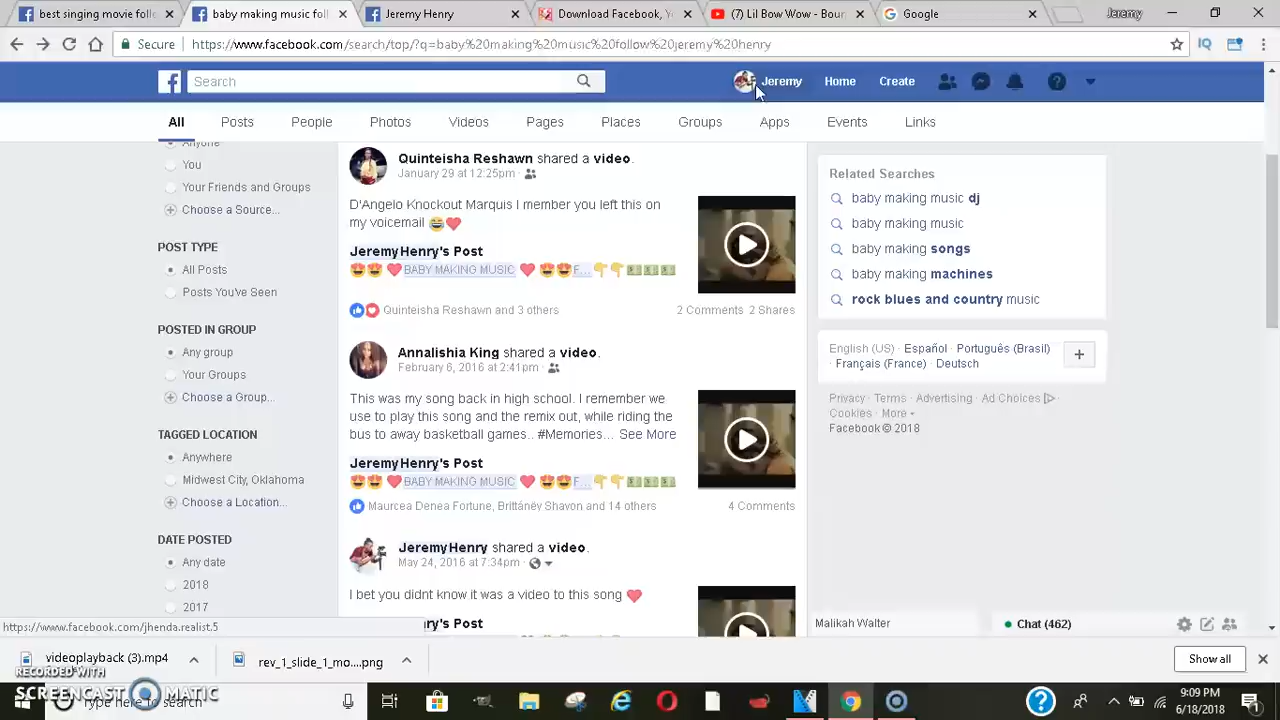 best singing music foll
baby making music foll
Jeremy Henry
Download Facebook, Y
(7) Lil Bow Wow - Boun
Google
Jeremy
Secure
https://www.facebook.com/search/top/?q=baby%20making%20music%20follow%20jeremy%20henry
Search
Jeremy
Home
Create
All
Posts
People
Photos
Videos
Pages
Places
Groups
Apps
Events
Links
Anyone
You
Your Friends and Groups
Choose a Source...
POST TYPE
All Posts
Posts You've Seen
POSTED IN GROUP
Any group
Your Groups
Choose a Group...
TAGGED LOCATION
Anywhere
Midwest City, Oklahoma
Choose a Location...
DATE POSTED
Any date
2018
2017
Quinteisha Reshawn shared a video.
January 29 at 12:25pm ·
D'Angelo Knockout Marquis I member you left this on
my voicemail 😂❤
Jeremy Henry's Post
😍😍 ❤ BABY MAKING MUSIC ❤ 😍😍F...👇👇💵💵💵
Quinteisha Reshawn and 3 others
2 Comments 2 Shares
Annalishia King shared a video.
February 6, 2016 at 2:41pm ·
This was my song back in high school. I remember we
use to play this song and the remix out, while riding the
bus to away basketball games.. #Memories... See More
Jeremy Henry's Post
😍😍 ❤ BABY MAKING MUSIC ❤ 😍😍F...👇👇💵💵💵
Maurcea Denea Fortune, Brittánëy Shavon and 14 others
4 Comments
Jeremy Henry shared a video.
May 24, 2016 at 7:34pm ·
I bet you didnt know it was a video to this song ❤
ry's Post
Related Searches
baby making music dj
baby making music
baby making songs
baby making machines
rock blues and country music
English (US) · Español · Português (Brasil)
· Français (France) · Deutsch
Privacy · Terms · Advertising · Ad Choices ·
Cookies · More
Facebook © 2018
Malikah Walter
Chat (462)
https://www.facebook.com/jhenda.realist.5
videoplayback (3).mp4
rev_1_slide_1_mo....png
Show all
RECORDED WITH
SCREENCAST MATIC
Type here to search
9:09 PM
6/18/2018